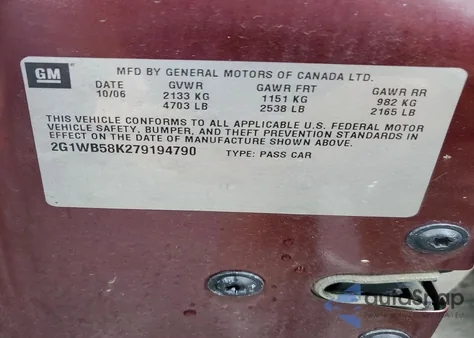 GM
MFD BY GENERAL MOTORS OF CANADA LTD.
DATE GVWR GAWR FRT GAWR RR
10/06 2133 KG 1151 KG 982 KG
4703 LB 2538 LB 2165 LB
THIS VEHICLE CONFORMS TO ALL APPLICABLE U.S. FEDERAL MOTOR
VEHICLE SAFETY, BUMPER, AND THEFT PREVENTION STANDARDS IN
EFFECT ON THE DATE OF MANUFACTURE SHOWN ABOVE.
2G1WB58K279194790 TYPE: PASS CAR